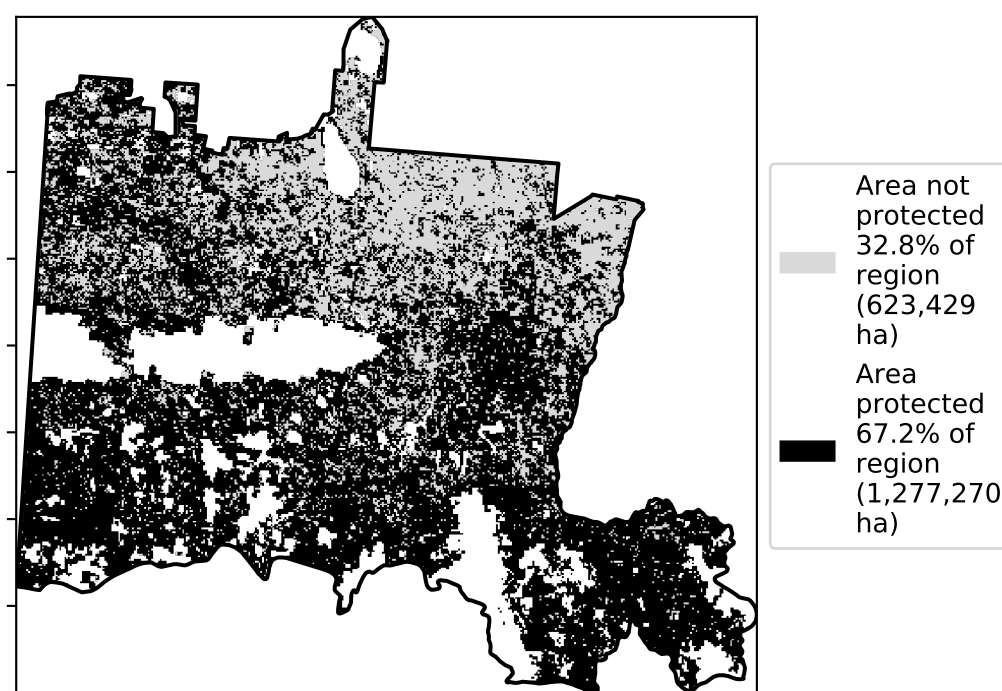 Area not
protected
32.8% of
region
(623,429
ha)
Area
protected
67.2% of
region
(1,277,270
ha)